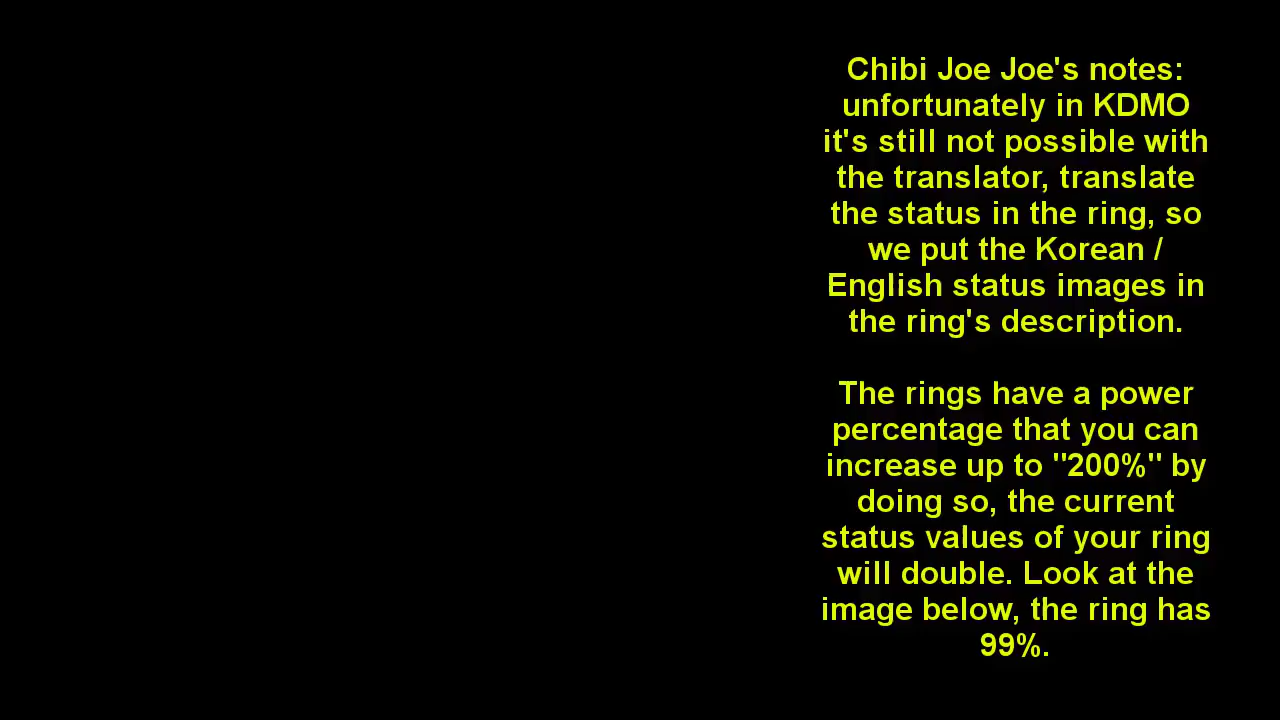 Chibi Joe Joe's notes:
unfortunately in KDMO
it's still not possible with
the translator, translate
the status in the ring, so
we put the Korean /
English status images in
the ring's description.
The rings have a power
percentage that you can
increase up to "200%" by
doing so, the current
status values of your ring
will double. Look at the
image below, the ring has
99%.